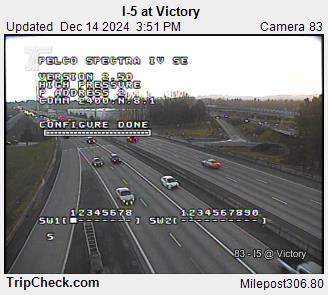 I-5 at Victory
Updated Dec 14 2024 3:51 PM Camera 83
PELCO SPECTRA IV SE
VERSION 2.50
HIGH PRESSURE
P ADDRESS 2
COMM 2400:N:8:1
CONFIGURE DONE
12345678 1234567890
SW1 SW2
S
83 - I5 @ Victory
TripCheck.com Milepost306.80